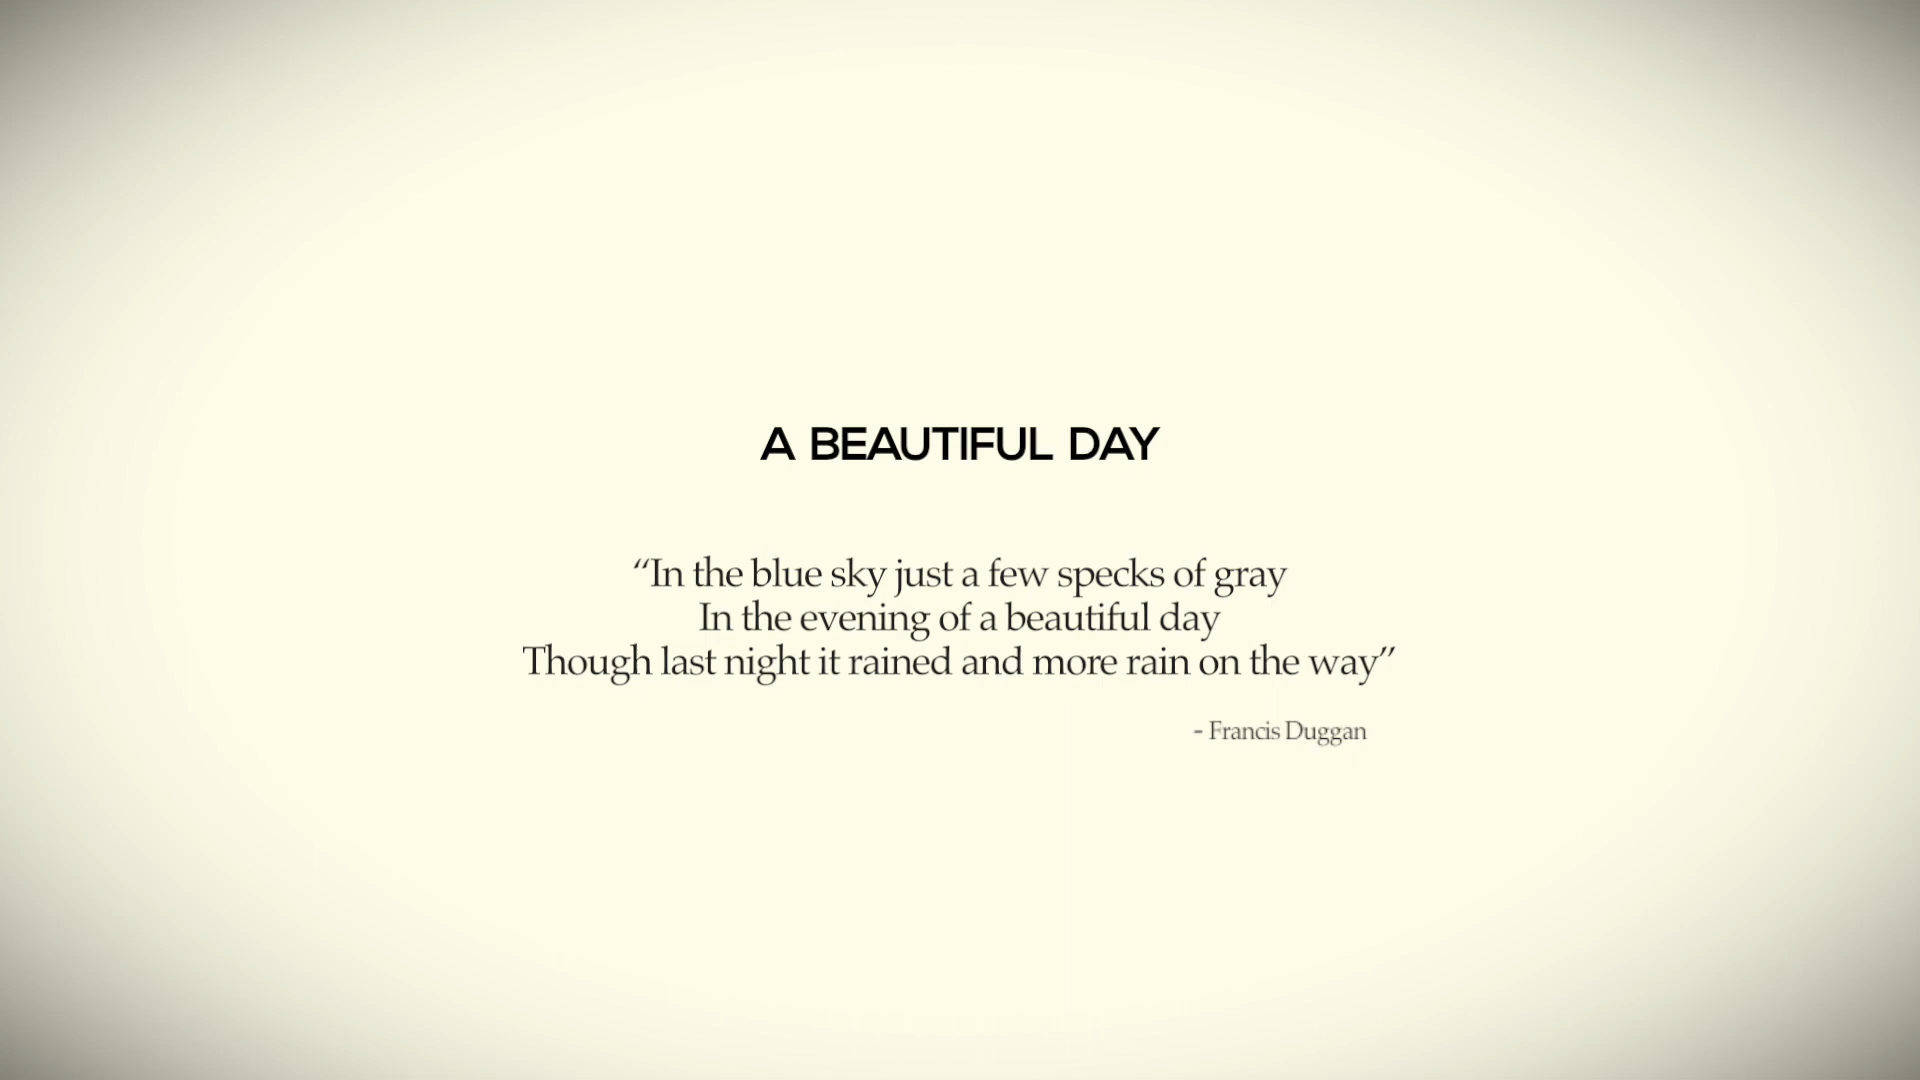 A BEAUTIFUL DAY
“In the blue sky just a few specks of gray
In the evening of a beautiful day
Though last night it rained and more rain on the way”
- Francis Duggan